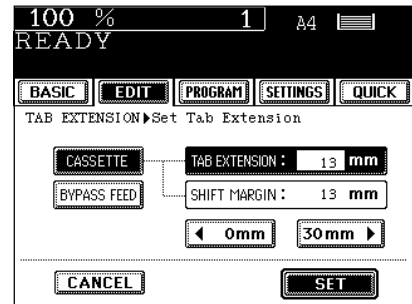 100 % 1 A4
READY
BASIC EDIT PROGRAM SETTINGS QUICK
TAB EXTENSION▶Set Tab Extension
CASSETTE TAB EXTENSION : 13 mm
BYPASS FEED SHIFT MARGIN : 13 mm
◀ 0mm 30mm ▶
CANCEL SET